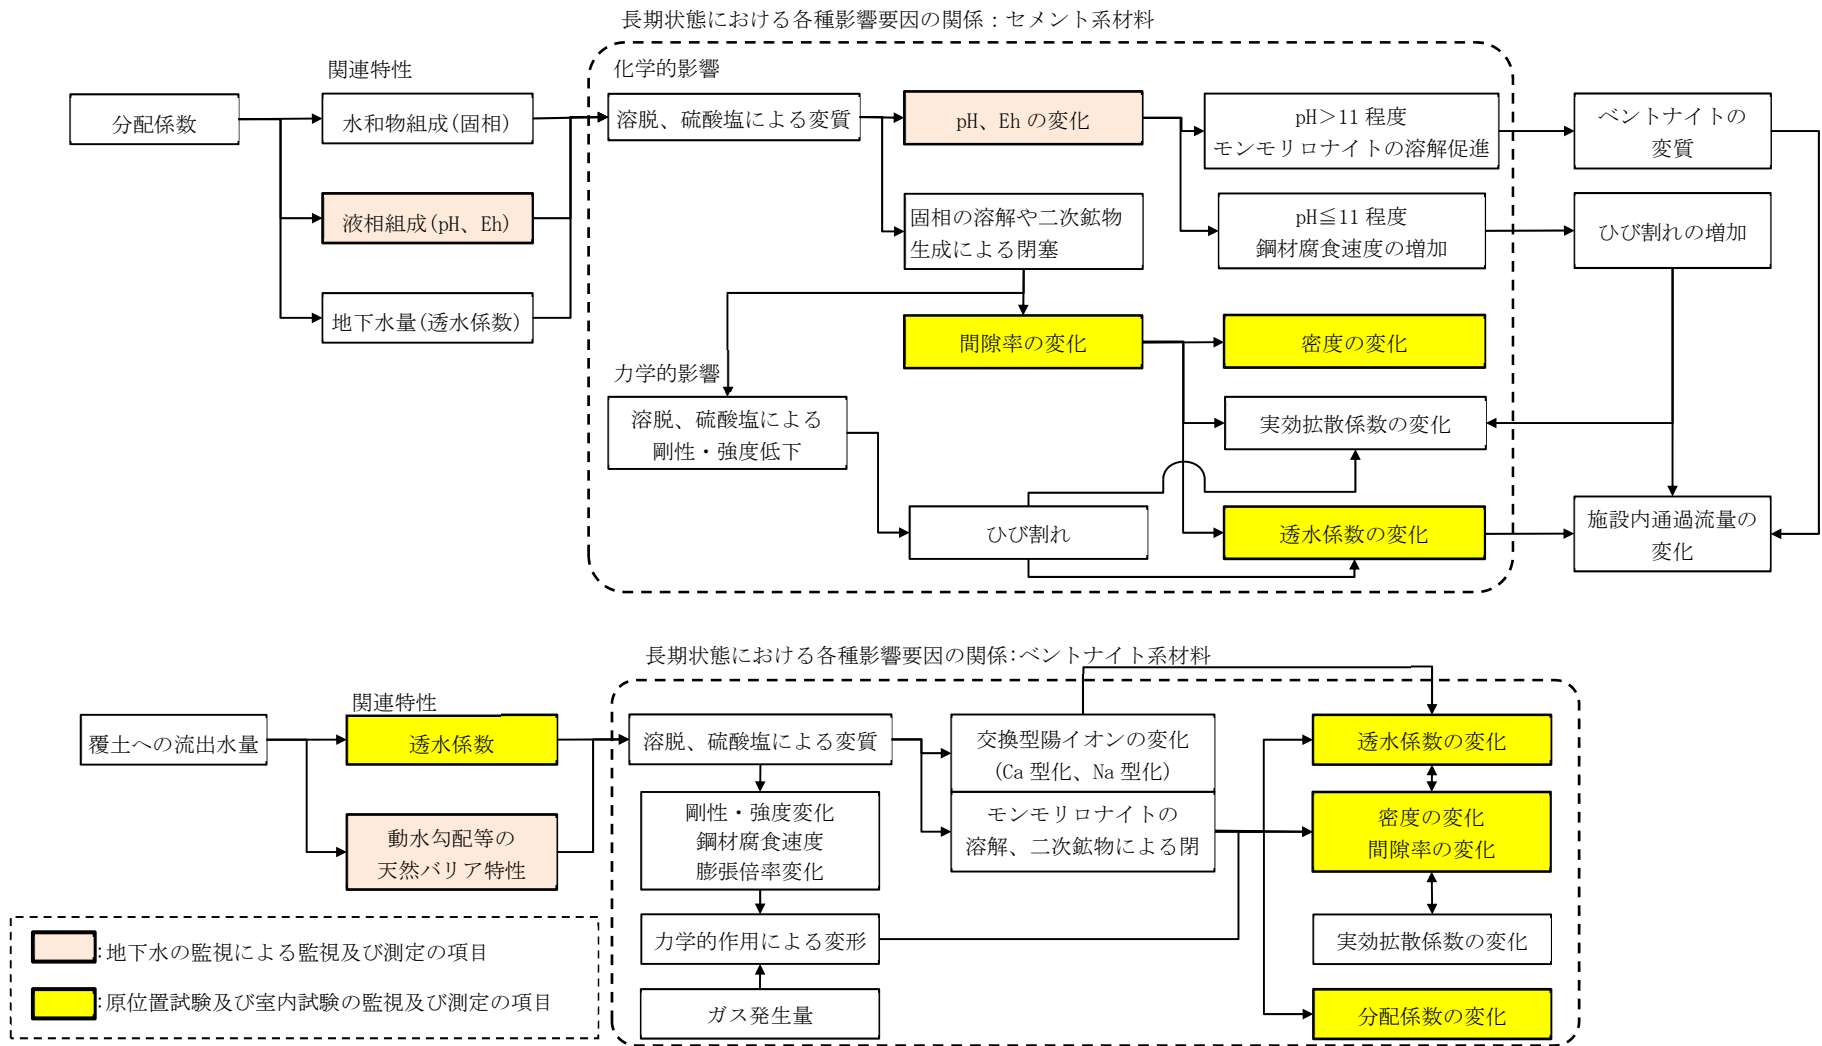 長期状態における各種影響要因の関係：セメント系材料
関連特性
化学的影響
分配係数
水和物組成(固相)
液相組成(pH、Eh)
地下水量(透水係数)
溶脱、硫酸塩による変質
pH、Eh の変化
pH＞11 程度
モンモリロナイトの溶解促進
ベントナイトの
変質
固相の溶解や二次鉱物
生成による閉塞
pH≦11 程度
鋼材腐食速度の増加
ひび割れの増加
間隙率の変化
密度の変化
力学的影響
溶脱、硫酸塩による
剛性・強度低下
実効拡散係数の変化
ひび割れ
透水係数の変化
施設内通過流量の
変化
長期状態における各種影響要因の関係:ベントナイト系材料
関連特性
覆土への流出水量
透水係数
動水勾配等の
天然バリア特性
溶脱、硫酸塩による変質
剛性・強度変化
鋼材腐食速度
膨張倍率変化
力学的作用による変形
ガス発生量
交換型陽イオンの変化
(Ca 型化、Na 型化)
モンモリロナイトの
溶解、二次鉱物による閉
透水係数の変化
密度の変化
間隙率の変化
実効拡散係数の変化
分配係数の変化
:地下水の監視による監視及び測定の項目
:原位置試験及び室内試験の監視及び測定の項目